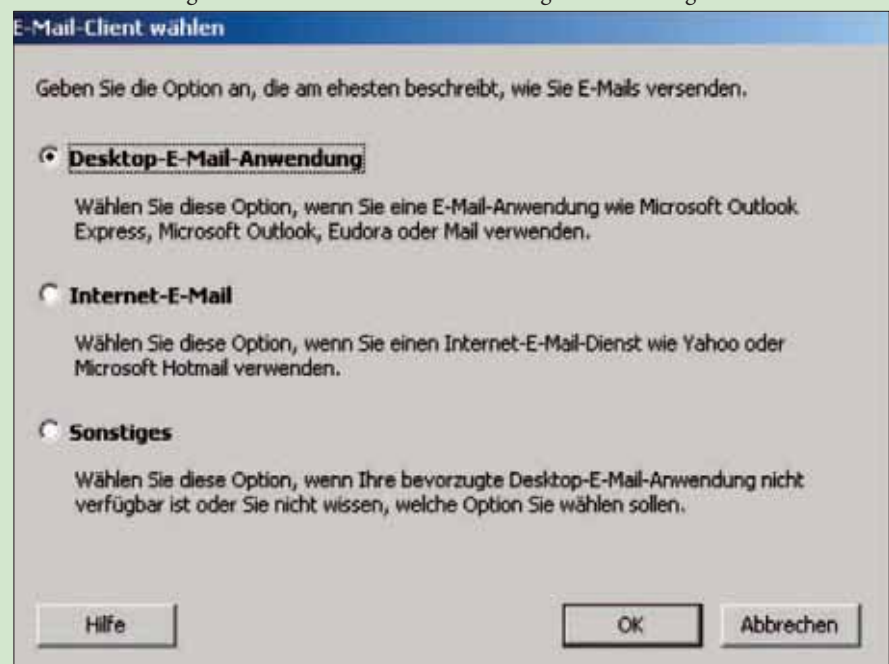 E-Mail-Client wählen
Geben Sie die Option an, die am ehesten beschreibt, wie Sie E-Mails versenden.
Desktop-E-Mail-Anwendung
Wählen Sie diese Option, wenn Sie eine E-Mail-Anwendung wie Microsoft Outlook
Express, Microsoft Outlook, Eudora oder Mail verwenden.
Internet-E-Mail
Wählen Sie diese Option, wenn Sie einen Internet-E-Mail-Dienst wie Yahoo oder
Microsoft Hotmail verwenden.
Sonstiges
Wählen Sie diese Option, wenn Ihre bevorzugte Desktop-E-Mail-Anwendung nicht
verfügbar ist oder Sie nicht wissen, welche Option Sie wählen sollen.
Hilfe
OK
Abbrechen